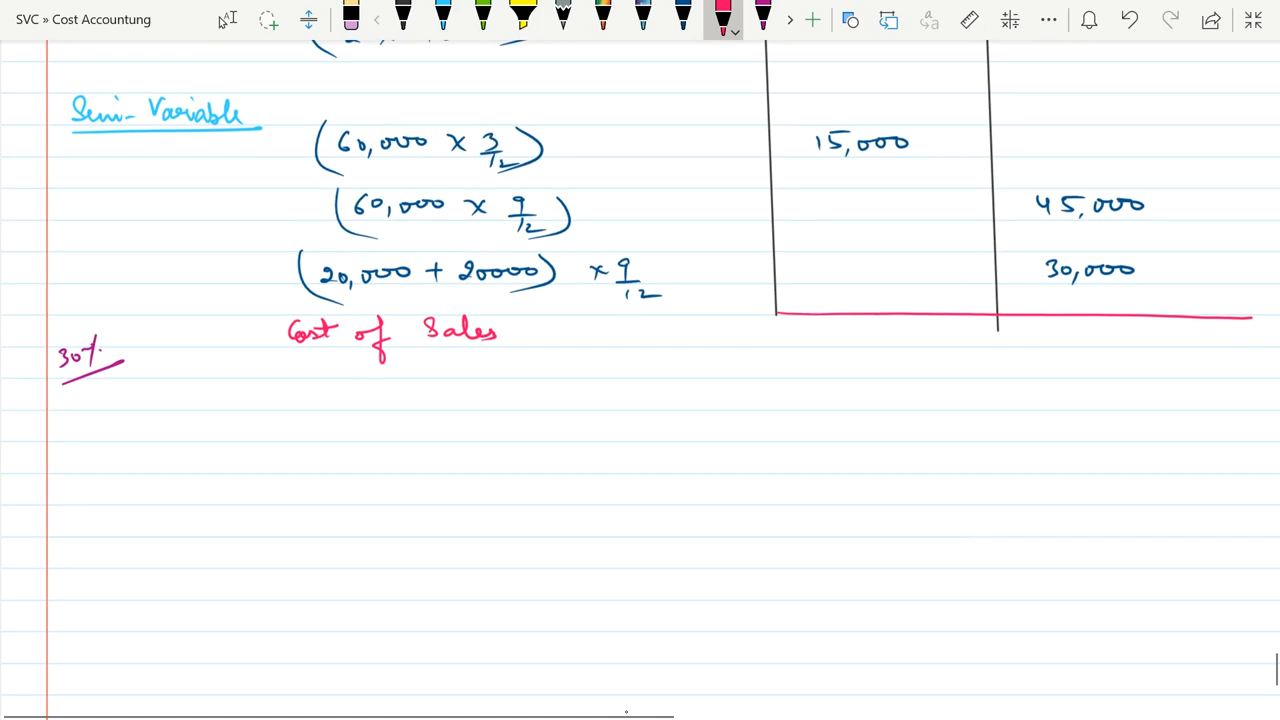 SVC » Cost Accountung
Semi-Variable
(60,000 × 3/12) 15,000
(60,000 × 9/12) 45,000
(20,000 + 20000) × 9/12 30,000
Cost of Sales
30%